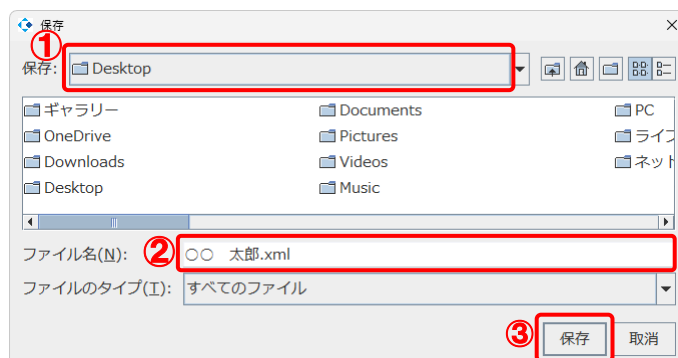 保存
①
保存: Desktop
ギャラリー Documents PC
OneDrive Pictures ライブ
Downloads Videos ネット
Desktop Music
ファイル名(N): ② ○○　太郎.xml
ファイルのタイプ(T): すべてのファイル
③ 保存 取消